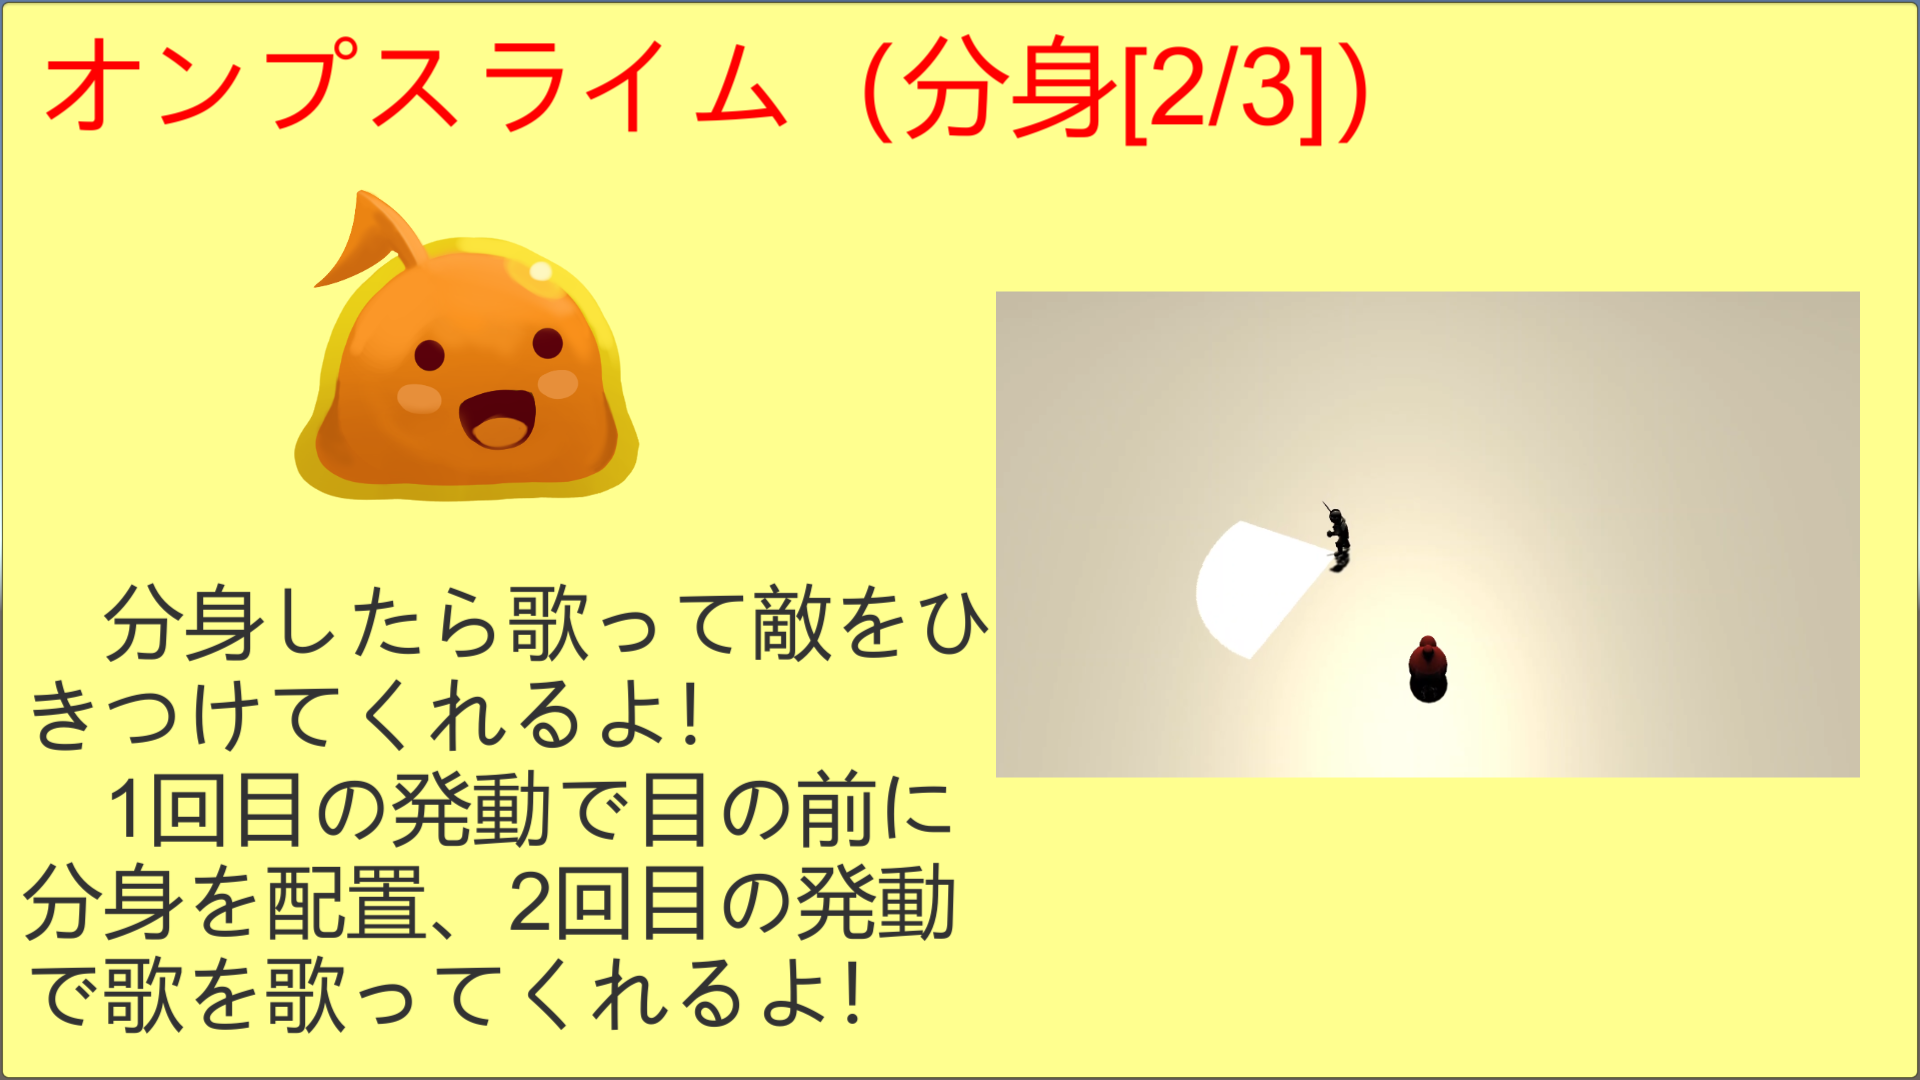 オンプスライム（分身[2/3]）
分身したら歌って敵をひ
きつけてくれるよ！
1回目の発動で目の前に
分身を配置、2回目の発動
で歌を歌ってくれるよ！